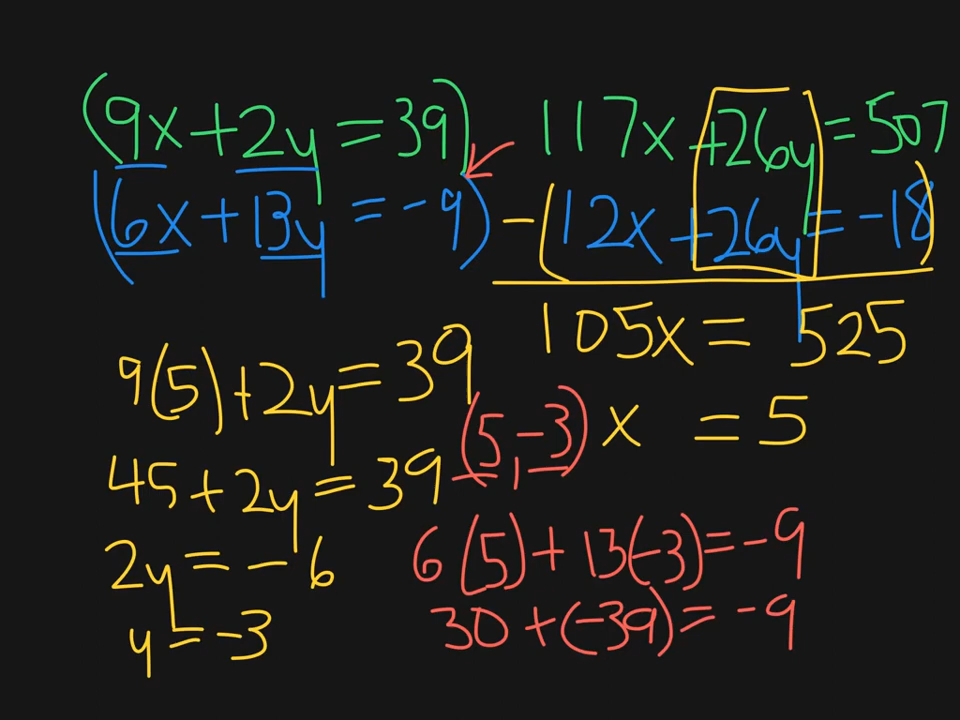 (9x+2y=39)
(6x+13y=-9)
117x+26y=507
-(12x+26y=-18)
105x=525
x=5
9(5)+2y=39
45+2y=39
2y=-6
y=-3
(5,-3)
6(5)+13(-3)=-9
30+(-39)=-9